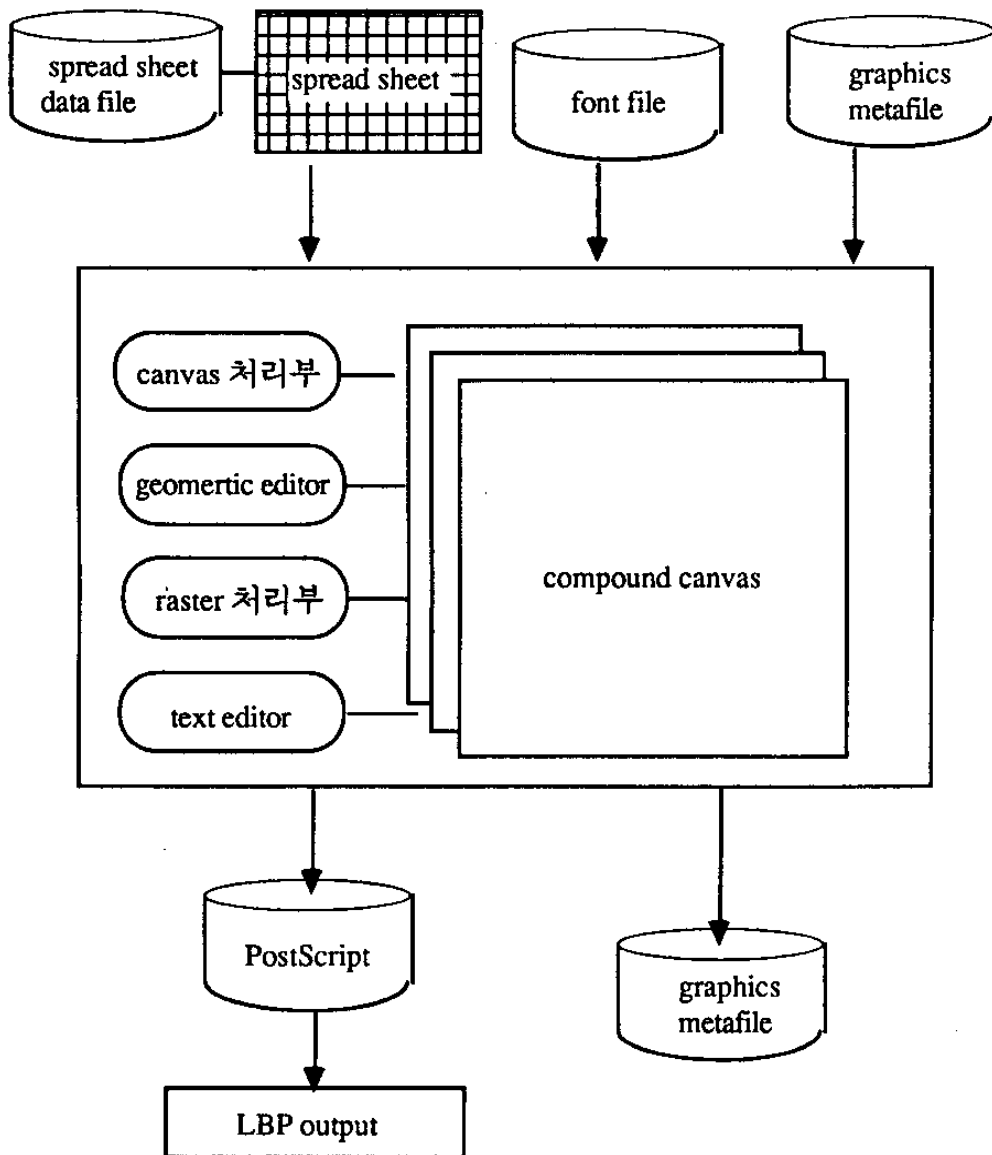 spread sheet
data file
spread sheet
font file
graphics
metafile
canvas 처리부
geomertic editor
raster 처리부
text editor
compound canvas
PostScript
graphics
metafile
LBP output